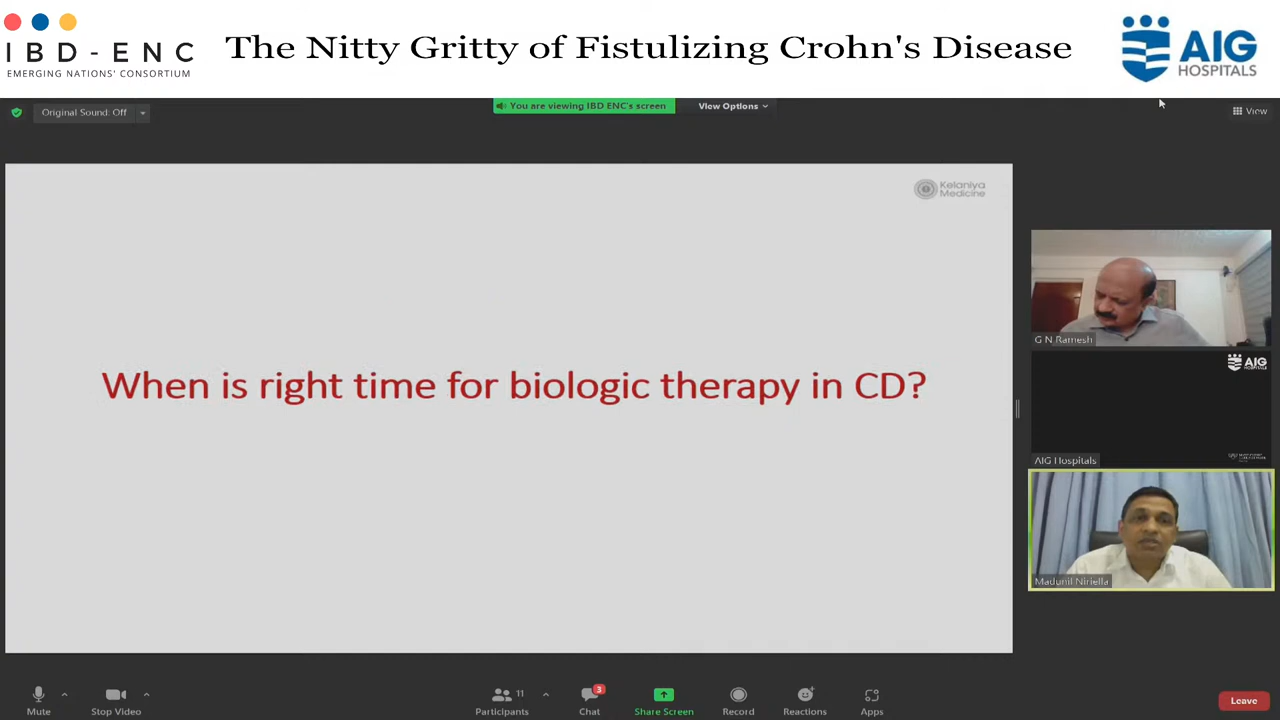 IBD-ENC
EMERGING NATIONS' CONSORTIUM
The Nitty Gritty of Fistulizing Crohn's Disease
AIG
HOSPITALS
Original Sound: Off
You are viewing IBD ENC's screen
View Options
View
Kelaniya
Medicine
When is right time for biologic therapy in CD?
G N Ramesh
AIG
HOSPITALS
AIG Hospitals
Madunil Niriella
Mute
Stop Video
Participants
11
Chat
3
Share Screen
Record
Reactions
Apps
Leave